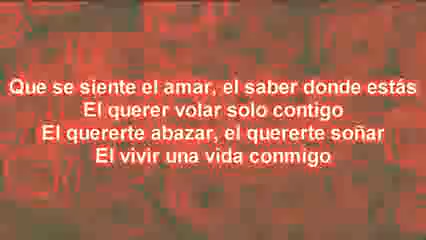 Que se siente el amar, el saber donde estás
El querer volar solo contigo
El quererte abazar, el quererte soñar
El vivir una vida conmigo